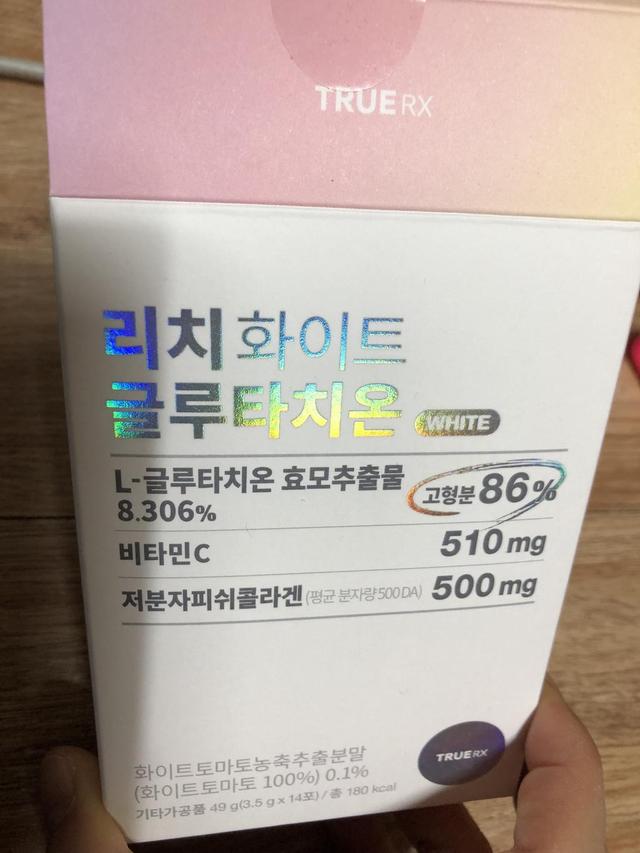 TRUE RX
리치 화이트
글루타치온 WHITE
L-글루타치온 효모추출물 고형분 86%
8.306%
비타민C 510 mg
저분자피쉬콜라겐 (평균 분자량 500 DA) 500 mg
TRUE RX
화이트토마토농축추출분말
(화이트토마토 100%) 0.1%
기타가공품 49 g(3.5 g x 14포) / 총 180 kcal